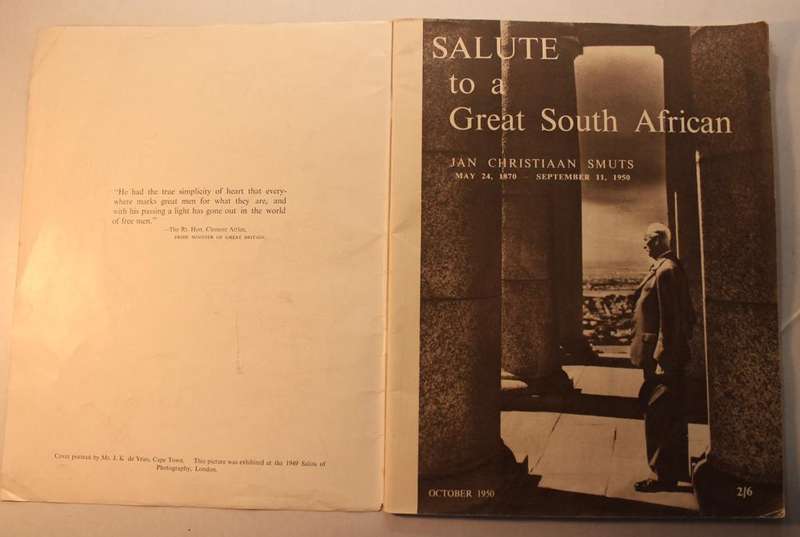 "He had the true simplicity of heart that every-
where marks great men for what they are, and
with his passing a light has gone out in the world
of free men."
—The Rt. Hon. Clement Attlee,
PRIME MINISTER OF GREAT BRITAIN.
Cover portrait by Mr. J. K. de Vries, Cape Town. This picture was exhibited at the 1949 Salon of
Photography, London.
SALUTE
to a
Great South African
JAN CHRISTIAAN SMUTS
MAY 24, 1870 – SEPTEMBER 11, 1950
OCTOBER 1950
2/6